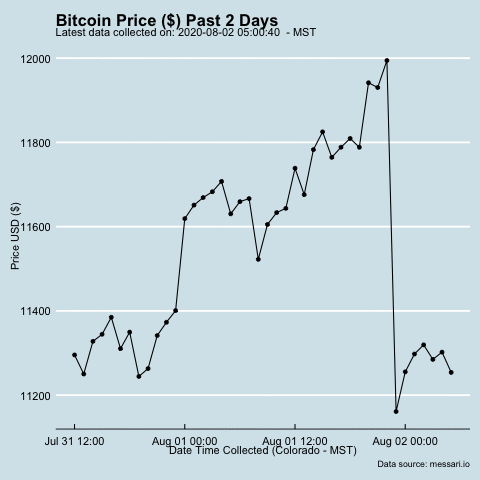 Bitcoin Price ($) Past 2 Days
Latest data collected on: 2020-08-02 05:00:40  - MST
12000
11800
11600
11400
11200
Price USD ($)
Jul 31 12:00 Aug 01 00:00 Aug 01 12:00 Aug 02 00:00
Date Time Collected (Colorado - MST)
Data source: messari.io